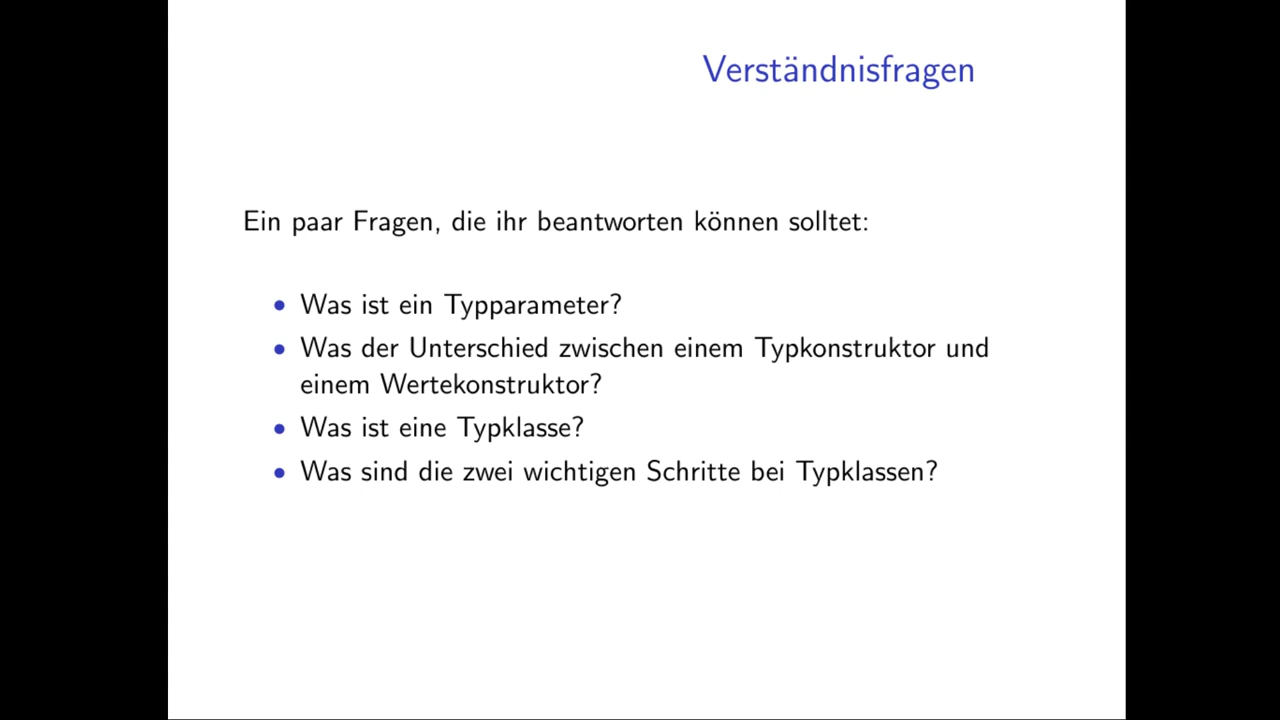 Verständnisfragen
Ein paar Fragen, die ihr beantworten können solltet:
• Was ist ein Typparameter?
• Was der Unterschied zwischen einem Typkonstruktor und
einem Wertekonstruktor?
• Was ist eine Typklasse?
• Was sind die zwei wichtigen Schritte bei Typklassen?